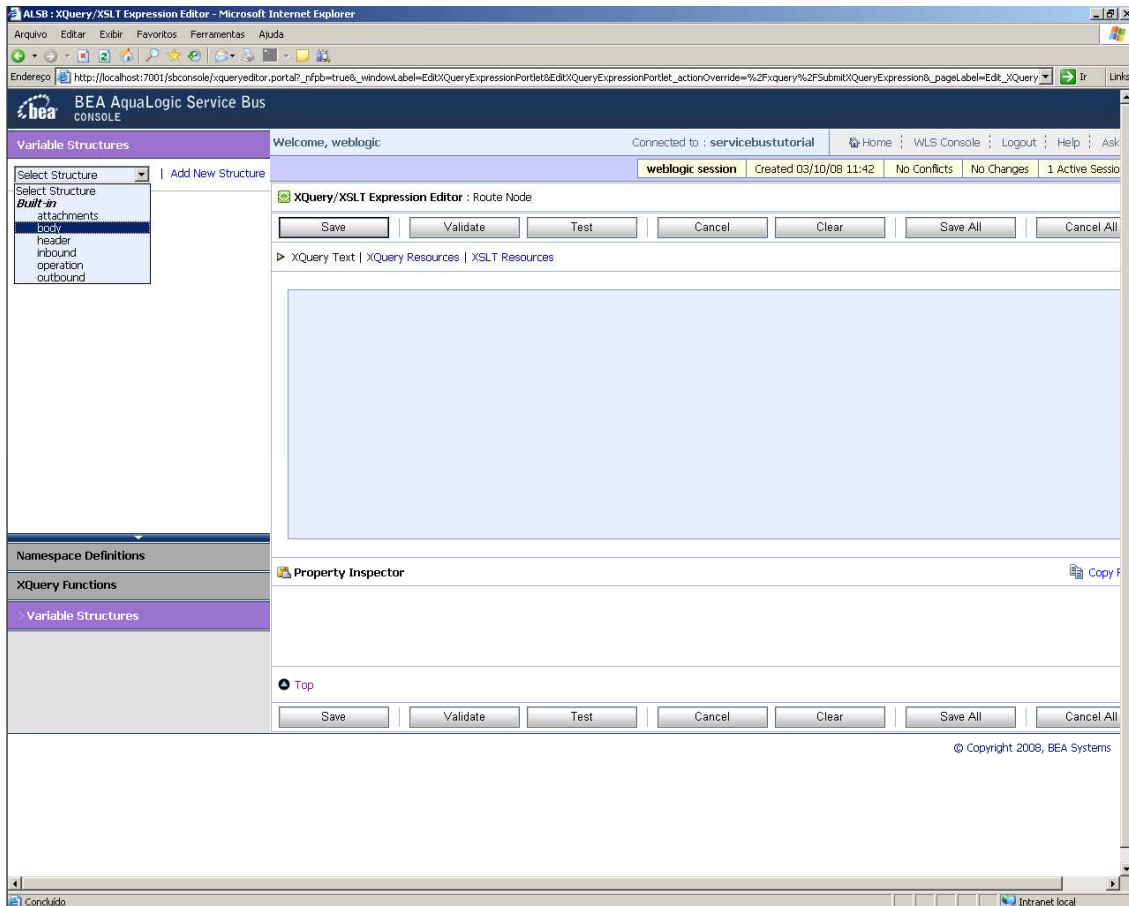 ALSB : XQuery/XSLT Expression Editor - Microsoft Internet Explorer
Arquivo Editar Exibir Favoritos Ferramentas Ajuda
Endereço http://localhost:7001/sbconsole/xqueryeditor.portal?_nfpb=true&_windowLabel=EditXQueryExpressionPortlet&EditXQueryExpressionPortlet_actionOverride=%2Fxquery%2FSubmitXQueryExpression&_pageLabel=Edit_XQuery Ir Links
bea BEA AquaLogic Service Bus
CONSOLE
Variable Structures Welcome, weblogic Connected to : servicebustutorial Home WLS Console Logout Help Ask
Select Structure | Add New Structure weblogic session Created 03/10/08 11:42 No Conflicts No Changes 1 Active Sessio
Select Structure
Built-in
attachments
body
header
inbound
operation
outbound
XQuery/XSLT Expression Editor : Route Node
Save Validate Test Cancel Clear Save All Cancel All
XQuery Text | XQuery Resources | XSLT Resources
Namespace Definitions
XQuery Functions
Variable Structures
Property Inspector Copy
Top
Save Validate Test Cancel Clear Save All Cancel All
© Copyright 2008, BEA Systems
Concluído Intranet local